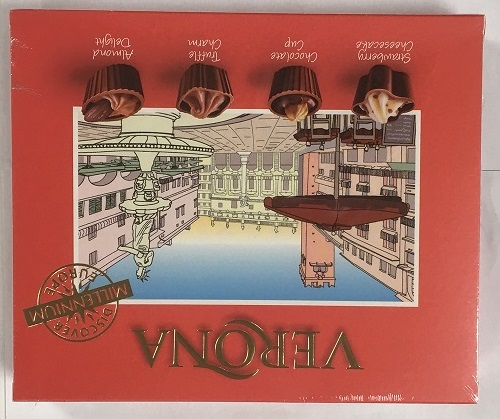 VERONA
DISCOVER
MILLENNIUM
EUROPE
Strawberry
Cheesecake
Chocolate
Cup
Truffle
Charm
Almond
Delight